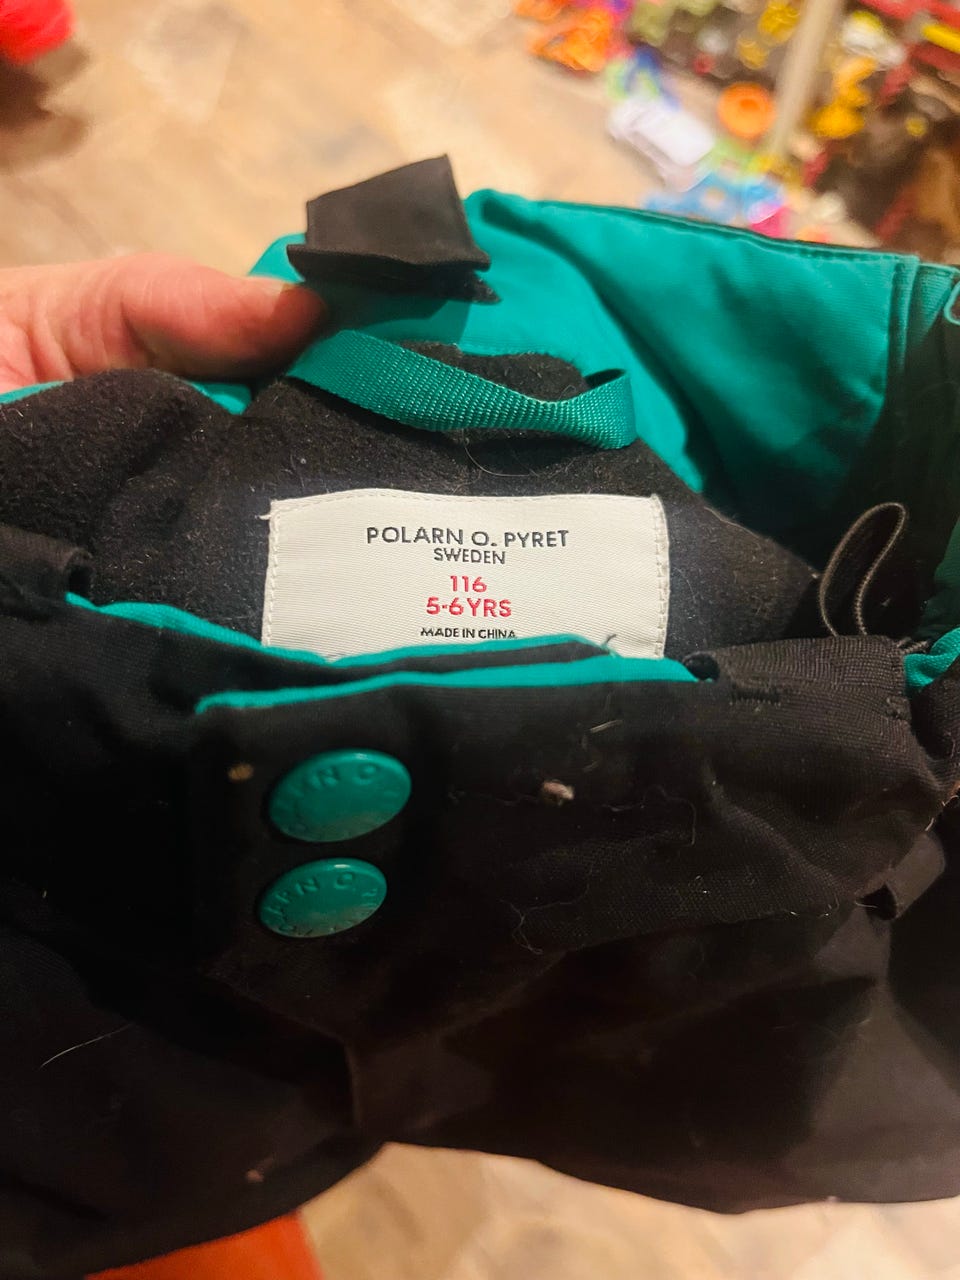 POLARN O. PYRET
SWEDEN
116
5-6YRS
MADE IN CHINA